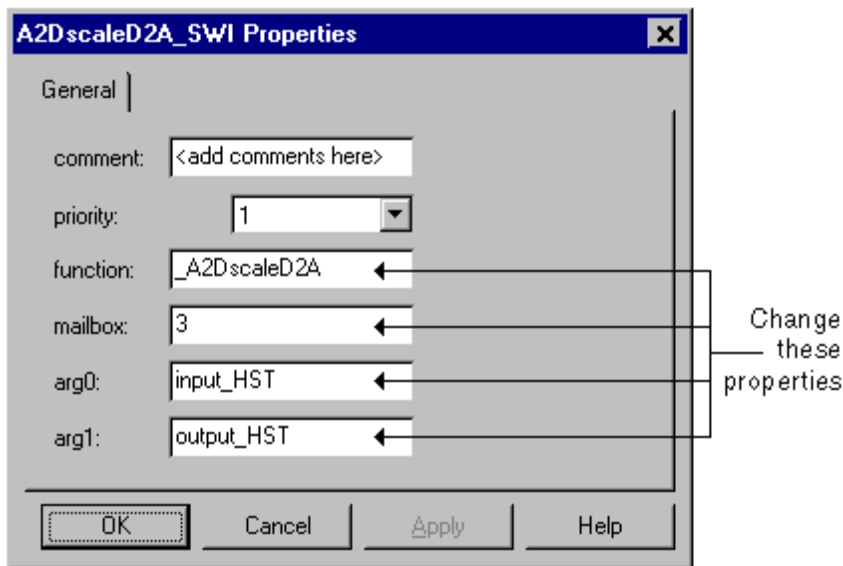 A2DscaleD2A_SWI Properties
General
comment: <add comments here>
priority: 1
function: _A2DscaleD2A
mailbox: 3
arg0: input_HST
arg1: output_HST
Change
these
properties
OK Cancel Apply Help